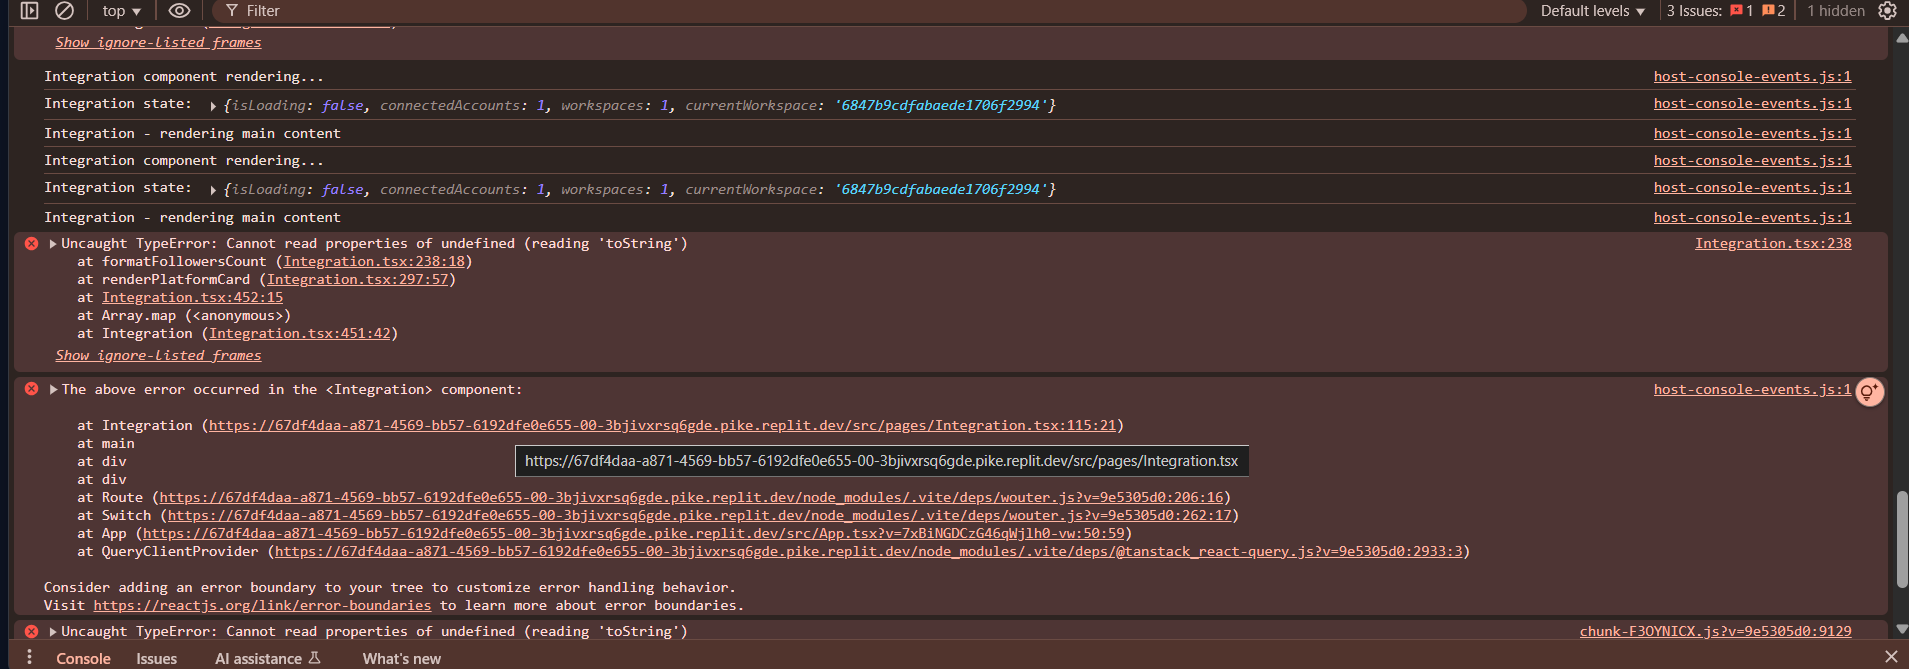 top ▼ Filter Default levels ▼ 3 Issues: 1 2 1 hidden
Show ignore-listed frames
Integration component rendering... host-console-events.js:1
Integration state: {isLoading: false, connectedAccounts: 1, workspaces: 1, currentWorkspace: '6847b9cdfabaede1706f2994'} host-console-events.js:1
Integration - rendering main content host-console-events.js:1
Integration component rendering... host-console-events.js:1
Integration state: {isLoading: false, connectedAccounts: 1, workspaces: 1, currentWorkspace: '6847b9cdfabaede1706f2994'} host-console-events.js:1
Integration - rendering main content host-console-events.js:1
Uncaught TypeError: Cannot read properties of undefined (reading 'toString') Integration.tsx:238
at formatFollowersCount (Integration.tsx:238:18)
at renderPlatformCard (Integration.tsx:297:57)
at Integration.tsx:452:15
at Array.map (<anonymous>)
at Integration (Integration.tsx:451:42)
Show ignore-listed frames
The above error occurred in the <Integration> component: host-console-events.js:1
at Integration (https://67df4daa-a871-4569-bb57-6192dfe0e655-00-3bjivxrsq6gde.pike.replit.dev/src/pages/Integration.tsx:115:21)
at main
at div
https://67df4daa-a871-4569-bb57-6192dfe0e655-00-3bjivxrsq6gde.pike.replit.dev/src/pages/Integration.tsx
at div
at Route (https://67df4daa-a871-4569-bb57-6192dfe0e655-00-3bjivxrsq6gde.pike.replit.dev/node_modules/.vite/deps/wouter.js?v=9e5305d0:206:16)
at Switch (https://67df4daa-a871-4569-bb57-6192dfe0e655-00-3bjivxrsq6gde.pike.replit.dev/node_modules/.vite/deps/wouter.js?v=9e5305d0:262:17)
at App (https://67df4daa-a871-4569-bb57-6192dfe0e655-00-3bjivxrsq6gde.pike.replit.dev/src/App.tsx?v=7xBiNGDCzG46qWjlh0-vw:50:59)
at QueryClientProvider (https://67df4daa-a871-4569-bb57-6192dfe0e655-00-3bjivxrsq6gde.pike.replit.dev/node_modules/.vite/deps/@tanstack_react-query.js?v=9e5305d0:2933:3)
Consider adding an error boundary to your tree to customize error handling behavior.
Visit https://reactjs.org/link/error-boundaries to learn more about error boundaries.
Uncaught TypeError: Cannot read properties of undefined (reading 'toString') chunk-F3OYNICX.js?v=9e5305d0:9129
Console Issues AI assistance What's new